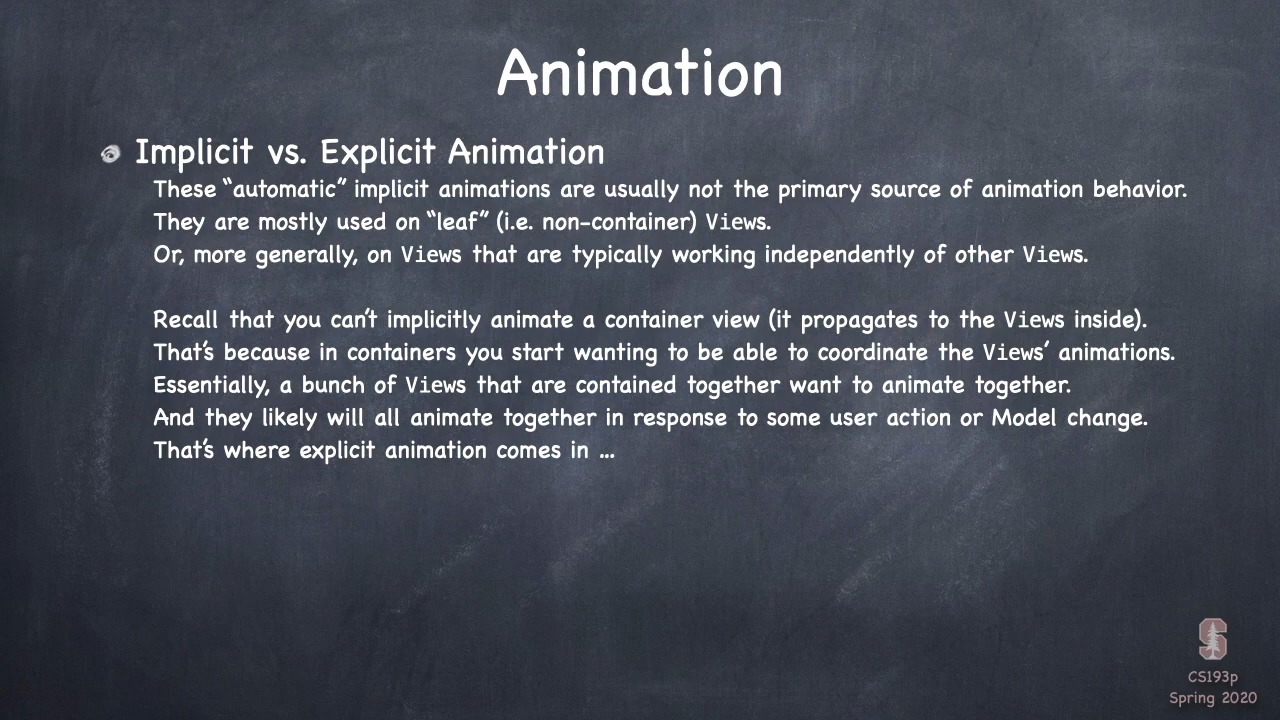 Animation
Implicit vs. Explicit Animation
These “automatic” implicit animations are usually not the primary source of animation behavior.
They are mostly used on “leaf” (i.e. non-container) Views.
Or, more generally, on Views that are typically working independently of other Views.
Recall that you can’t implicitly animate a container view (it propagates to the Views inside).
That’s because in containers you start wanting to be able to coordinate the Views’ animations.
Essentially, a bunch of Views that are contained together want to animate together.
And they likely will all animate together in response to some user action or Model change.
That’s where explicit animation comes in …
CS193p
Spring 2020